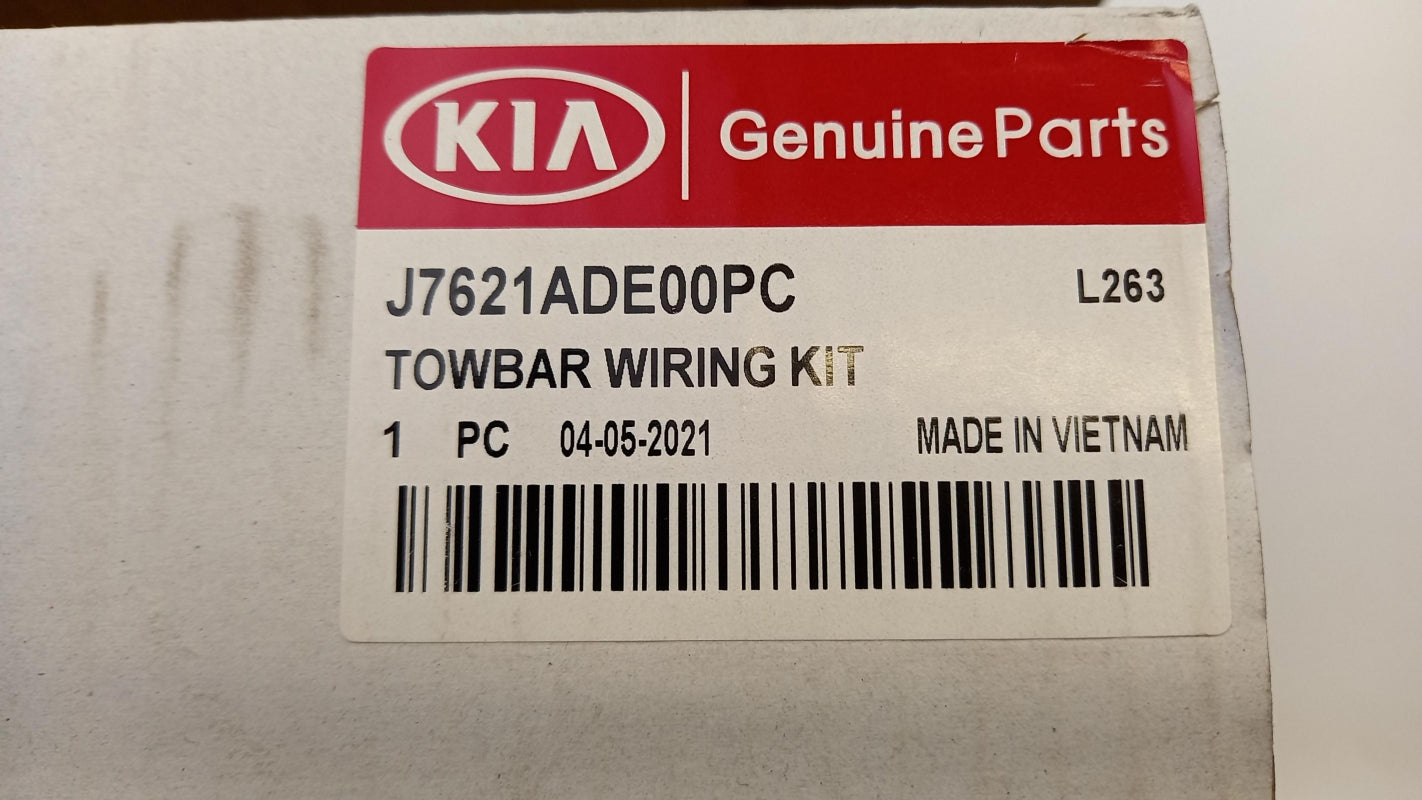 KIA Genuine Parts
J7621ADE00PC L263
TOWBAR WIRING KIT
1 PC 04-05-2021 MADE IN VIETNAM